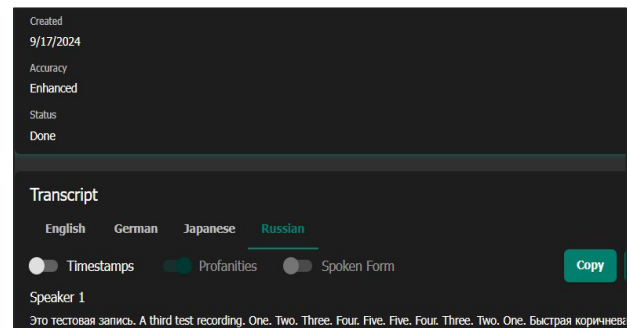 Created
9/17/2024
Accuracy
Enhanced
Status
Done
Transcript
English German Japanese Russian
Timestamps Profanities Spoken Form Copy
Speaker 1
Это тестовая запись. A third test recording. One. Two. Three. Four. Five. Five. Four. Three. Two. One. Быстрая